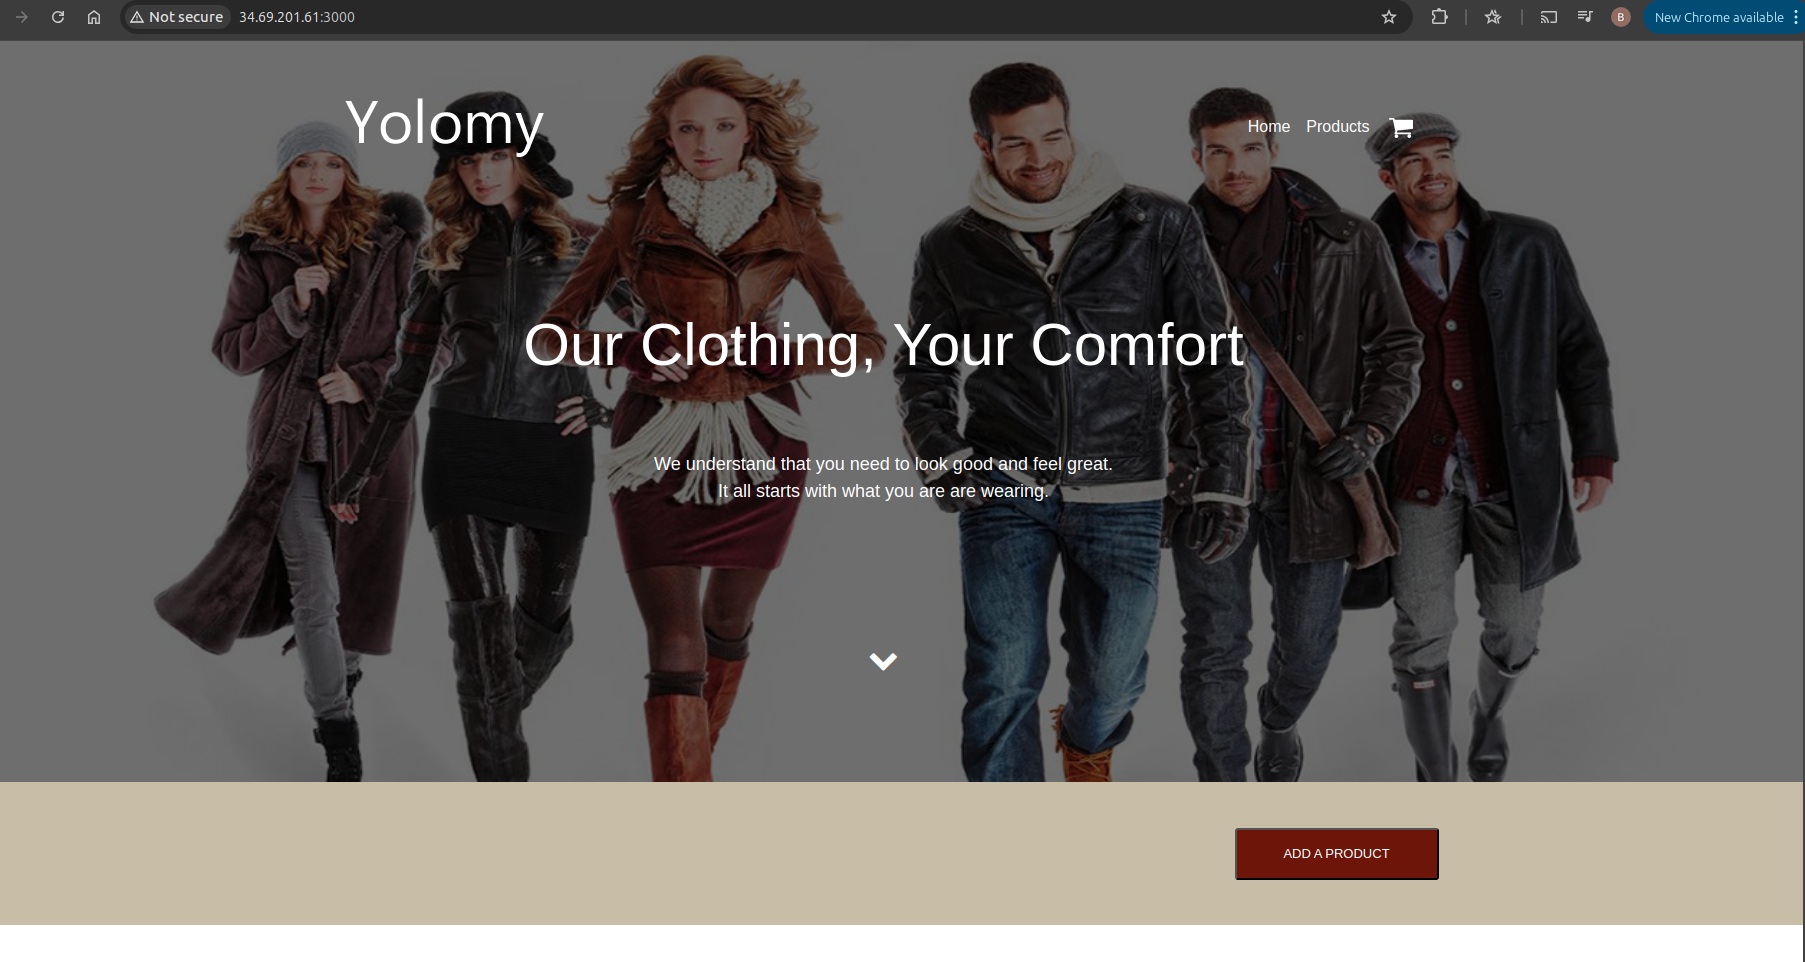 Not secure 34.69.201.61:3000 B New Chrome available
Yolomy
Home Products
Our Clothing, Your Comfort
We understand that you need to look good and feel great.
It all starts with what you are are wearing.
ADD A PRODUCT